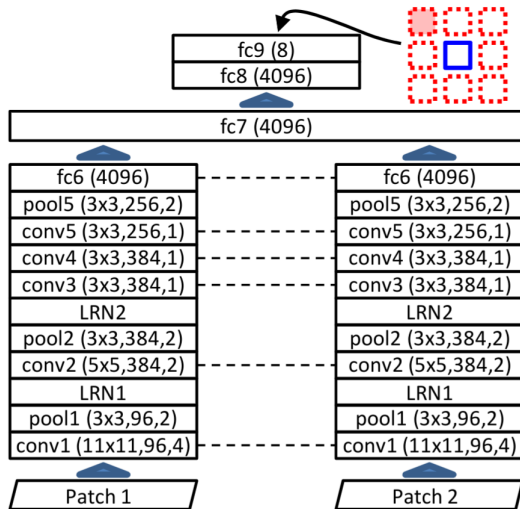 fc9 (8)
fc8 (4096)
fc7 (4096)
fc6 (4096)
pool5 (3x3,256,2)
conv5 (3x3,256,1)
conv4 (3x3,384,1)
conv3 (3x3,384,1)
LRN2
pool2 (3x3,384,2)
conv2 (5x5,384,2)
LRN1
pool1 (3x3,96,2)
conv1 (11x11,96,4)
Patch 1
fc6 (4096)
pool5 (3x3,256,2)
conv5 (3x3,256,1)
conv4 (3x3,384,1)
conv3 (3x3,384,1)
LRN2
pool2 (3x3,384,2)
conv2 (5x5,384,2)
LRN1
pool1 (3x3,96,2)
conv1 (11x11,96,4)
Patch 2